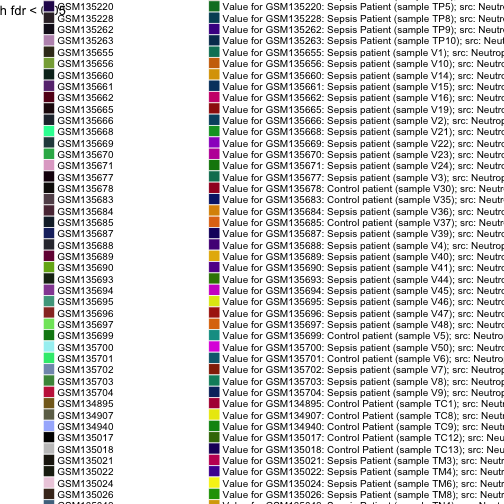 h fdr < 0.05
GSM135220 Value for GSM135220: Sepsis Patient (sample TP5); src: Neutro
GSM135228 Value for GSM135228: Sepsis Patient (sample TP8); src: Neutro
GSM135262 Value for GSM135262: Sepsis Patient (sample TP9); src: Neutro
GSM135263 Value for GSM135263: Sepsis Patient (sample TP10); src: Neut
GSM135655 Value for GSM135655: Sepsis patient (sample V1); src: Neutrop
GSM135656 Value for GSM135656: Sepsis patient (sample V10); src: Neutro
GSM135660 Value for GSM135660: Sepsis patient (sample V14); src: Neutro
GSM135661 Value for GSM135661: Sepsis patient (sample V15); src: Neutro
GSM135662 Value for GSM135662: Sepsis patient (sample V16); src: Neutro
GSM135665 Value for GSM135665: Sepsis patient (sample V19); src: Neutro
GSM135666 Value for GSM135666: Sepsis patient (sample V2); src: Neutrop
GSM135668 Value for GSM135668: Sepsis patient (sample V21); src: Neutro
GSM135669 Value for GSM135669: Sepsis patient (sample V22); src: Neutro
GSM135670 Value for GSM135670: Sepsis patient (sample V23); src: Neutro
GSM135671 Value for GSM135671: Sepsis patient (sample V24); src: Neutro
GSM135677 Value for GSM135677: Sepsis patient (sample V3); src: Neutrop
GSM135678 Value for GSM135678: Control patient (sample V30); src: Neutr
GSM135683 Value for GSM135683: Control patient (sample V35); src: Neutr
GSM135684 Value for GSM135684: Sepsis patient (sample V36); src: Neutro
GSM135685 Value for GSM135685: Control patient (sample V37); src: Neutr
GSM135687 Value for GSM135687: Sepsis patient (sample V39); src: Neutro
GSM135688 Value for GSM135688: Sepsis patient (sample V4); src: Neutrop
GSM135689 Value for GSM135689: Sepsis patient (sample V40); src: Neutro
GSM135690 Value for GSM135690: Sepsis patient (sample V41); src: Neutro
GSM135693 Value for GSM135693: Sepsis patient (sample V44); src: Neutro
GSM135694 Value for GSM135694: Sepsis patient (sample V45); src: Neutro
GSM135695 Value for GSM135695: Sepsis patient (sample V46); src: Neutro
GSM135696 Value for GSM135696: Sepsis patient (sample V47); src: Neutro
GSM135697 Value for GSM135697: Sepsis patient (sample V48); src: Neutro
GSM135699 Value for GSM135699: Control patient (sample V5); src: Neutro
GSM135700 Value for GSM135700: Sepsis patient (sample V50); src: Neutro
GSM135701 Value for GSM135701: Control patient (sample V6); src: Neutro
GSM135702 Value for GSM135702: Sepsis patient (sample V7); src: Neutrop
GSM135703 Value for GSM135703: Sepsis patient (sample V8); src: Neutrop
GSM135704 Value for GSM135704: Sepsis patient (sample V9); src: Neutrop
GSM134895 Value for GSM134895: Control Patient (sample TC1); src: Neutr
GSM134907 Value for GSM134907: Control Patient (sample TC8); src: Neutr
GSM134940 Value for GSM134940: Control Patient (sample TC9); src: Neutr
GSM135017 Value for GSM135017: Control Patient (sample TC12); src: Neu
GSM135018 Value for GSM135018: Control Patient (sample TC13); src: Neu
GSM135021 Value for GSM135021: Sepsis Patient (sample TM3); src: Neutr
GSM135022 Value for GSM135022: Sepsis Patient (sample TM4); src: Neutr
GSM135024 Value for GSM135024: Sepsis Patient (sample TM6); src: Neutr
GSM135026 Value for GSM135026: Sepsis Patient (sample TM8); src: Neutr